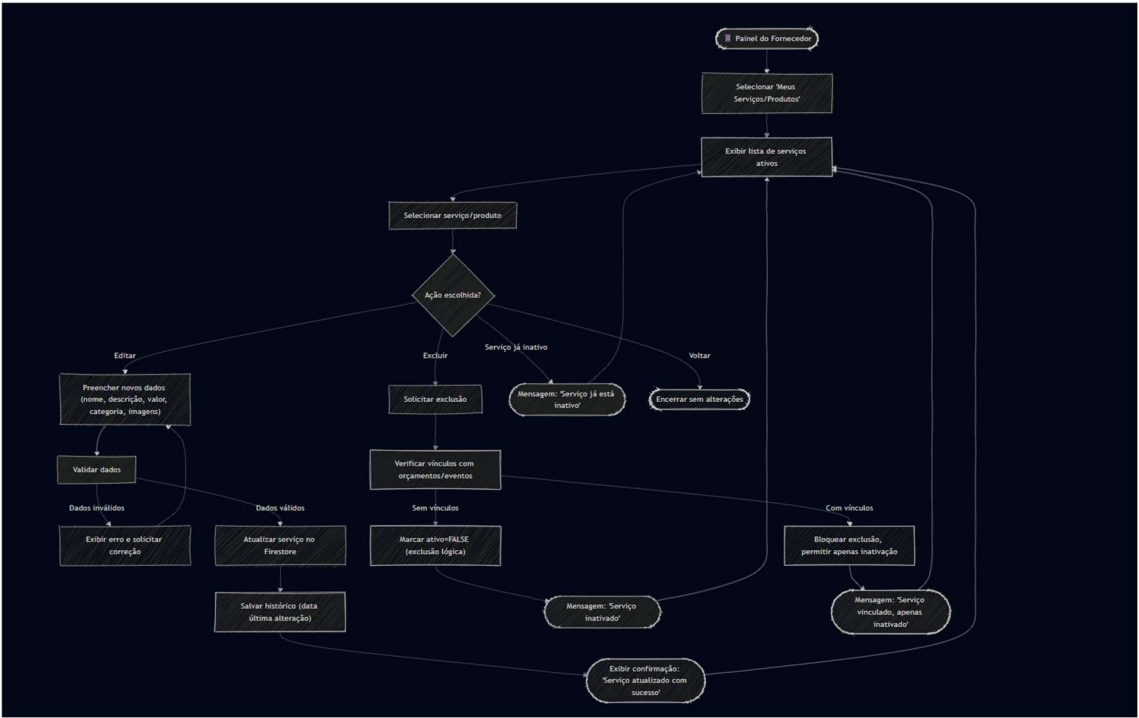 Painel do Fornecedor
Selecionar 'Meus
Serviços/Produtos'
Exibir lista de serviços
ativos
Selecionar serviço/produto
Ação escolhida?
Editar
Excluir
Serviço já inativo
Voltar
Preencher novos dados
(nome, descrição, valor,
categoria, imagens)
Solicitar exclusão
Mensagem: 'Serviço já está
inativo'
Encerrar sem alterações
Validar dados
Verificar vínculos com
orçamentos/eventos
Dados inválidos
Dados válidos
Sem vínculos
Com vínculos
Exibir erro e solicitar
correção
Atualizar serviço no
Firestore
Marcar ativo=FALSE
(exclusão lógica)
Bloquear exclusão,
permitir apenas inativação
Salvar histórico (data
última alteração)
Mensagem: 'Serviço
inativado'
Mensagem: 'Serviço
vinculado, apenas
inativado'
Exibir confirmação:
'Serviço atualizado com
sucesso'